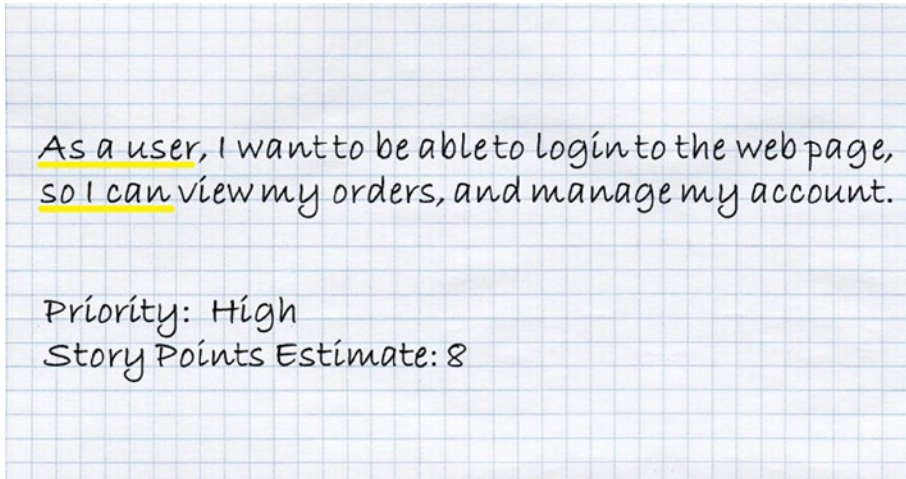 As a user, I want to be able to login to the web page,
so I can view my orders, and manage my account.
Priority: High
Story Points Estimate: 8